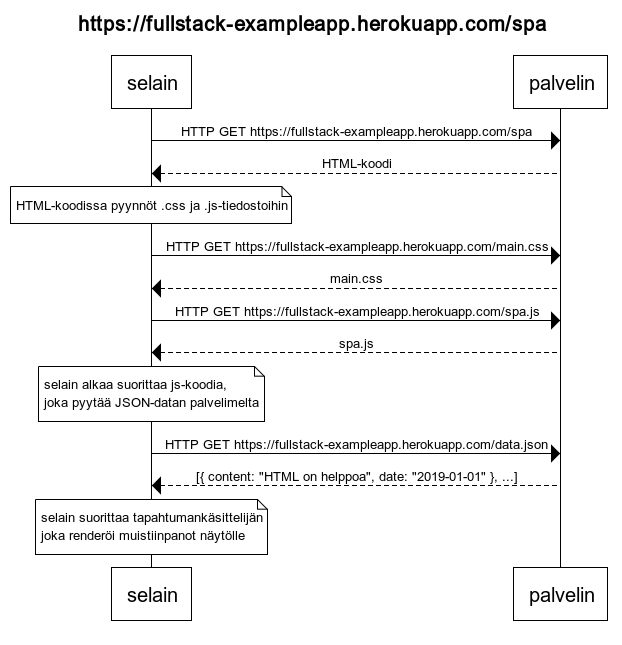 https://fullstack-exampleapp.herokuapp.com/spa
selain
palvelin
HTTP GET https://fullstack-exampleapp.herokuapp.com/spa
HTML-koodi
HTML-koodissa pyynnöt .css ja .js-tiedostoihin
HTTP GET https://fullstack-exampleapp.herokuapp.com/main.css
main.css
HTTP GET https://fullstack-exampleapp.herokuapp.com/spa.js
spa.js
selain alkaa suorittaa js-koodia,
joka pyytää JSON-datan palvelimelta
HTTP GET https://fullstack-exampleapp.herokuapp.com/data.json
[{ content: "HTML on helppoa", date: "2019-01-01" }, ...]
selain suorittaa tapahtumankäsittelijän
joka renderöi muistiinpanot näytölle
selain
palvelin